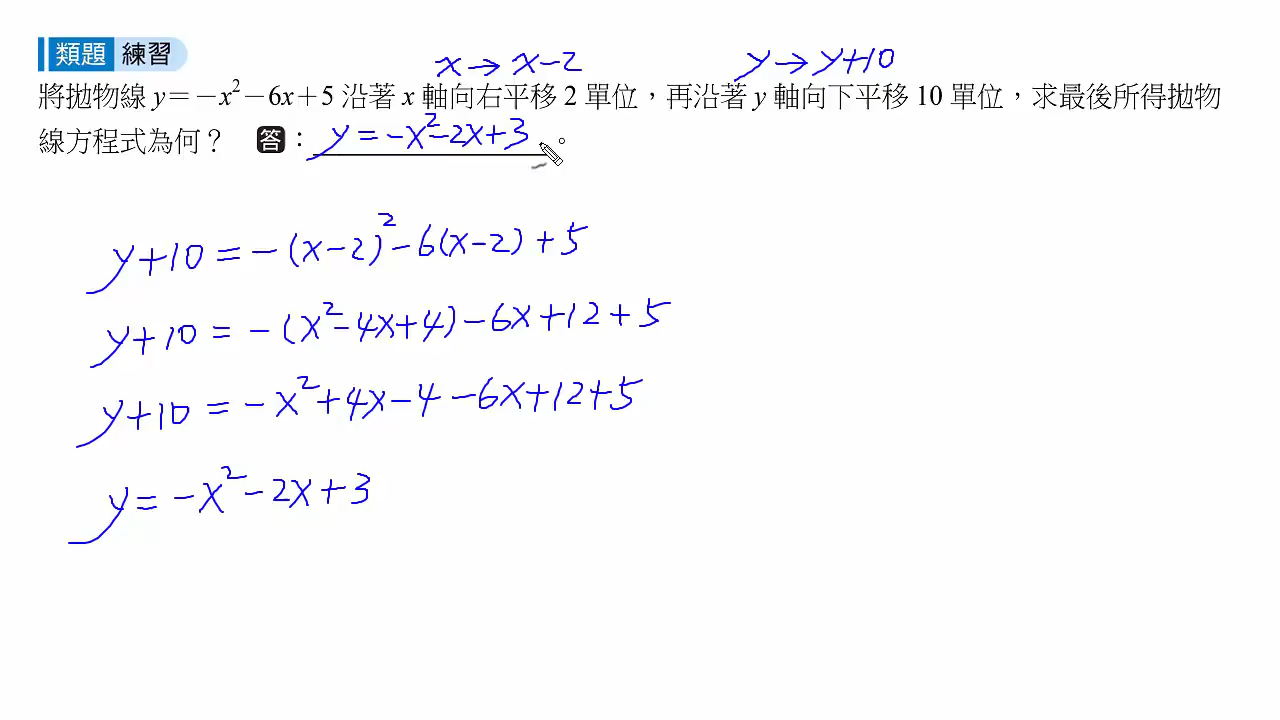 類題 練習
x→x-2 y→y+10
將拋物線 y=-x²-6x+5 沿著 x 軸向右平移 2 單位，再沿著 y 軸向下平移 10 單位，求最後所得拋物
線方程式為何？ 答：y=-x²-2x+3。
y+10=-(x-2)²-6(x-2)+5
y+10=-(x²-4x+4)-6x+12+5
y+10=-x²+4x-4-6x+12+5
y=-x²-2x+3